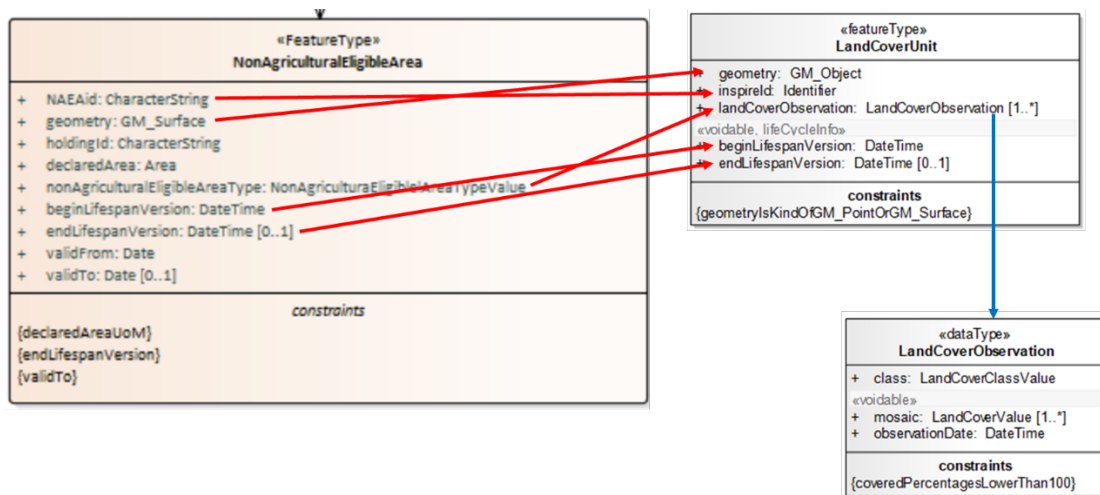 «FeatureType»
NonAgriculturalEligibleArea
+ NAEAid: CharacterString
+ geometry: GM_Surface
+ holdingId: CharacterString
+ declaredArea: Area
+ nonAgriculturalEligibleAreaType: NonAgriculturaEligiblelAreaTypeValue
+ beginLifespanVersion: DateTime
+ endLifespanVersion: DateTime [0..1]
+ validFrom: Date
+ validTo: Date [0..1]
constraints
{declaredAreaUoM}
{endLifespanVersion}
{validTo}
«featureType»
LandCoverUnit
+ geometry: GM_Object
+ inspireId: Identifier
+ landCoverObservation: LandCoverObservation [1..*]
«voidable, lifeCycleInfo»
+ beginLifespanVersion: DateTime
+ endLifespanVersion: DateTime [0..1]
constraints
{geometryIsKindOfGM_PointOrGM_Surface}
«dataType»
LandCoverObservation
+ class: LandCoverClassValue
«voidable»
+ mosaic: LandCoverValue [1..*]
+ observationDate: DateTime
constraints
{coveredPercentagesLowerThan100}